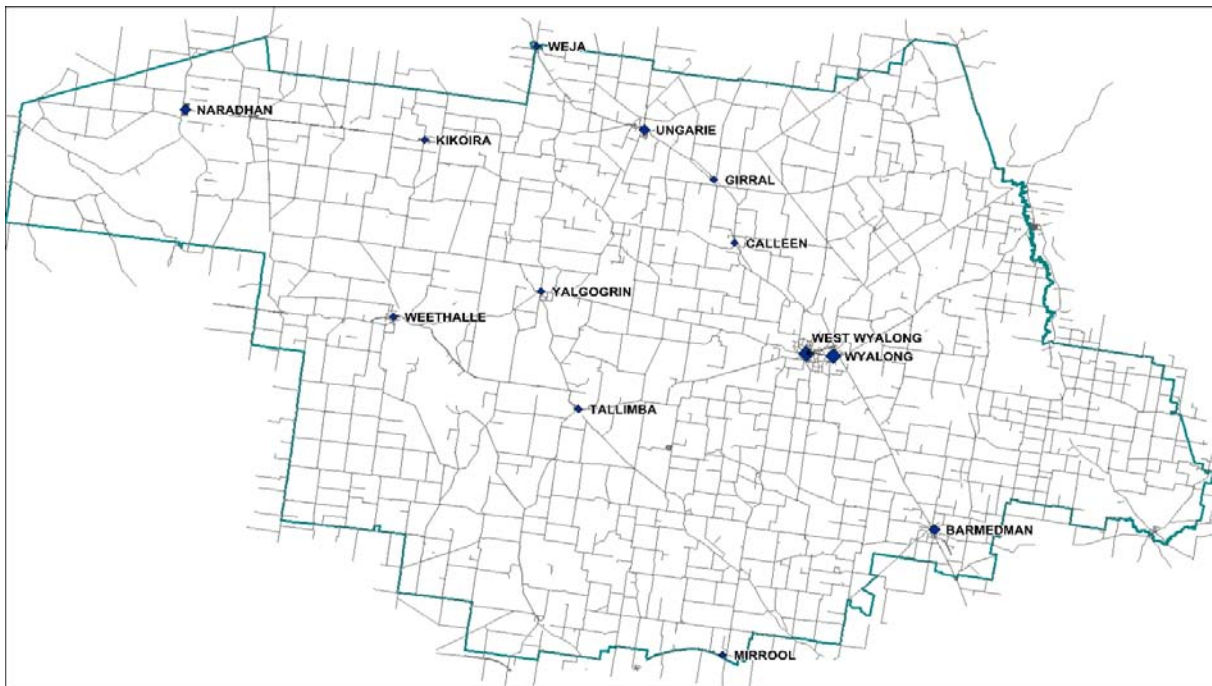 WEJA
NARADHAN
UNGARIE
KIKOIRA
GIRRAL
CALLEEN
YALGOGRIN
WEETHALLE
WEST WYALONG
WYALONG
TALLIMBA
BARMEDMAN
MIRROOL